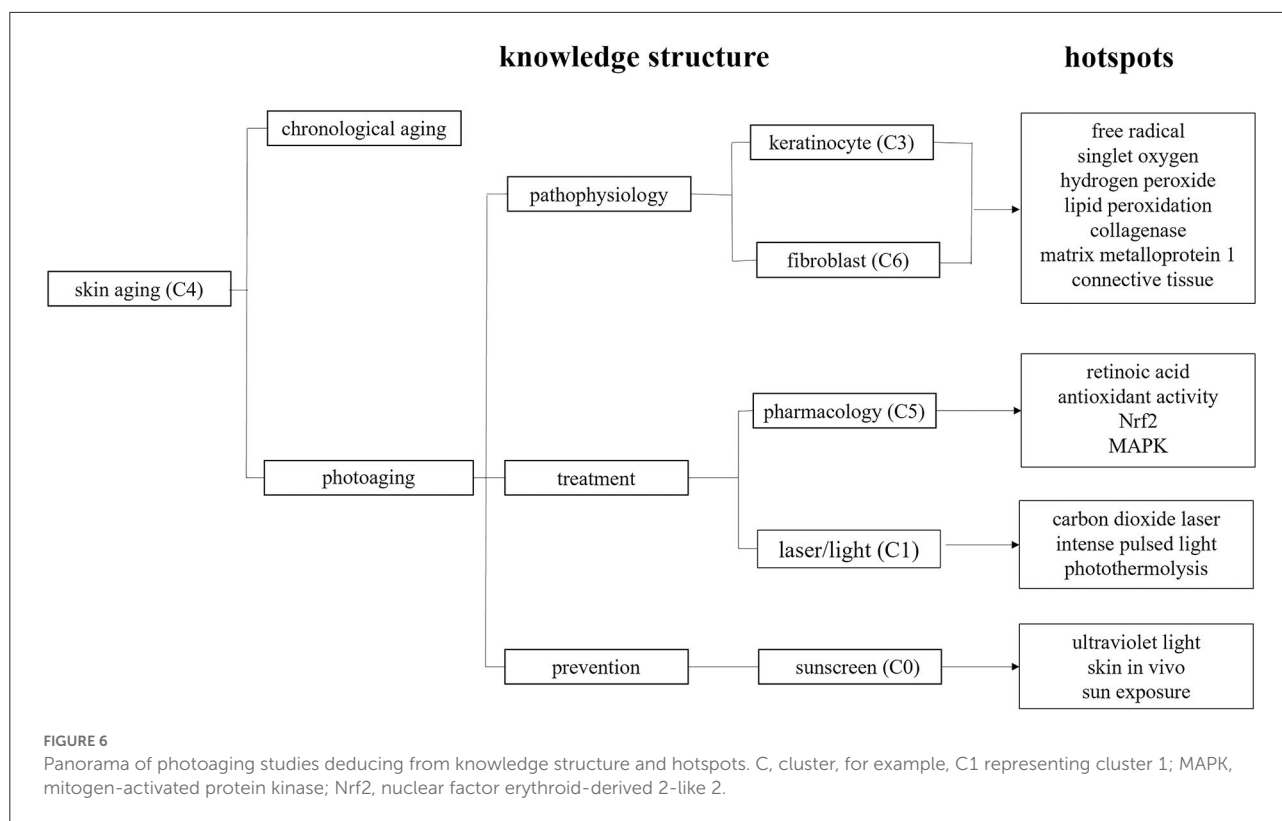 knowledge structure
hotspots
chronological aging
keratinocyte (C3)
pathophysiology
fibroblast (C6)
skin aging (C4)
free radical
singlet oxygen
hydrogen peroxide
lipid peroxidation
collagenase
matrix metalloprotein 1
connective tissue
pharmacology (C5)
retinoic acid
antioxidant activity
Nrf2
MAPK
photoaging
treatment
laser/light (C1)
carbon dioxide laser
intense pulsed light
photothermolysis
prevention
sunscreen (C0)
ultraviolet light
skin in vivo
sun exposure
FIGURE 6
Panorama of photoaging studies deducing from knowledge structure and hotspots. C, cluster, for example, C1 representing cluster 1; MAPK,
mitogen-activated protein kinase; Nrf2, nuclear factor erythroid-derived 2-like 2.